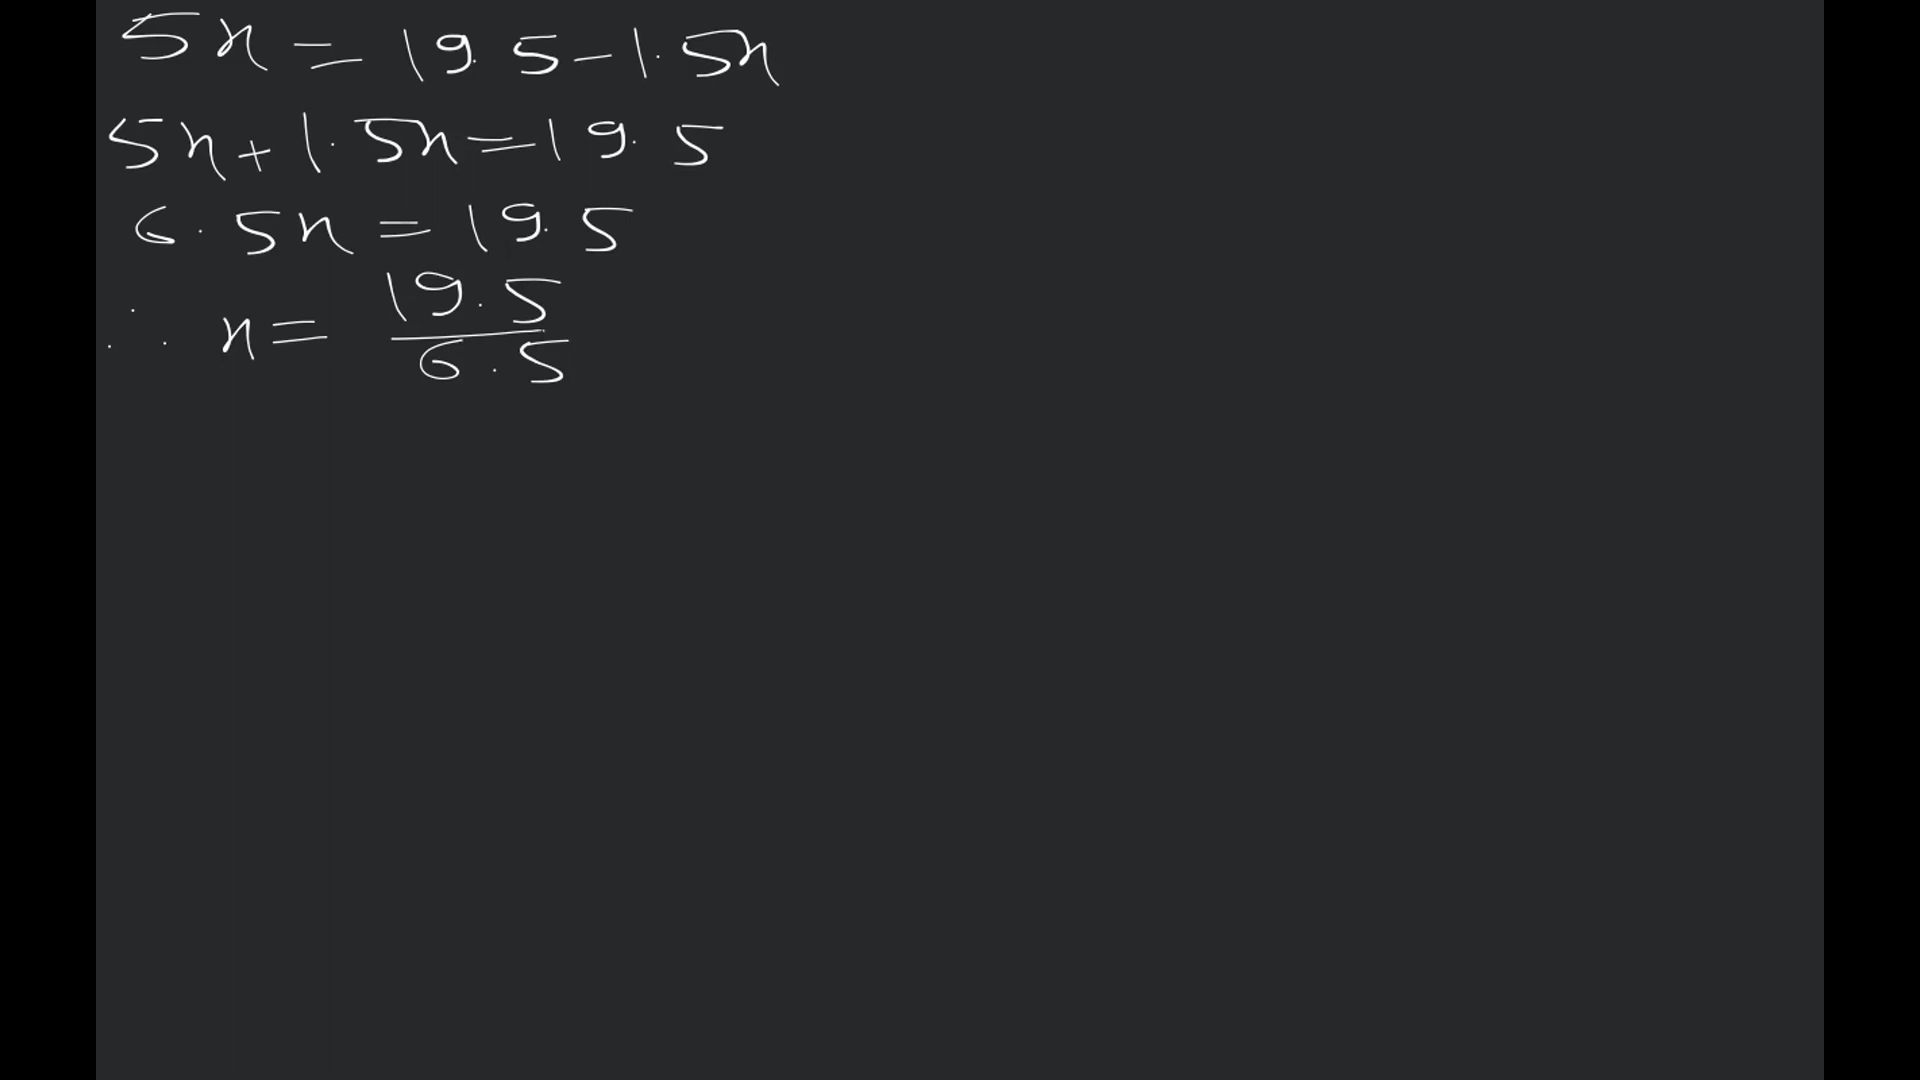 5x = 19.5 - 1.5x
5x + 1.5x = 19.5
6.5x = 19.5
∴ x = 19.5/6.5